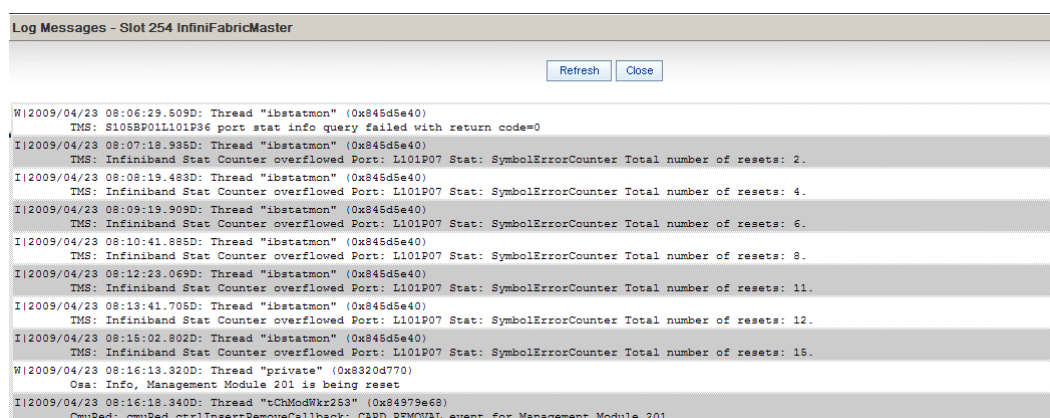 Log Messages - Slot 254 InfiniFabricMaster
Refresh Close
W|2009/04/23 08:06:29.509D: Thread "ibstatmon" (0x845d5e40)
TMS: S105BP01L101P36 port stat info query failed with return code=0
I|2009/04/23 08:07:18.935D: Thread "ibstatmon" (0x845d5e40)
TMS: Infiniband Stat Counter overflowed Port: L101P07 Stat: SymbolErrorCounter Total number of resets: 2.
I|2009/04/23 08:08:19.483D: Thread "ibstatmon" (0x845d5e40)
TMS: Infiniband Stat Counter overflowed Port: L101P07 Stat: SymbolErrorCounter Total number of resets: 4.
I|2009/04/23 08:09:19.909D: Thread "ibstatmon" (0x845d5e40)
TMS: Infiniband Stat Counter overflowed Port: L101P07 Stat: SymbolErrorCounter Total number of resets: 6.
I|2009/04/23 08:10:41.885D: Thread "ibstatmon" (0x845d5e40)
TMS: Infiniband Stat Counter overflowed Port: L101P07 Stat: SymbolErrorCounter Total number of resets: 8.
I|2009/04/23 08:12:23.069D: Thread "ibstatmon" (0x845d5e40)
TMS: Infiniband Stat Counter overflowed Port: L101P07 Stat: SymbolErrorCounter Total number of resets: 11.
I|2009/04/23 08:13:41.705D: Thread "ibstatmon" (0x845d5e40)
TMS: Infiniband Stat Counter overflowed Port: L101P07 Stat: SymbolErrorCounter Total number of resets: 12.
I|2009/04/23 08:15:02.802D: Thread "ibstatmon" (0x845d5e40)
TMS: Infiniband Stat Counter overflowed Port: L101P07 Stat: SymbolErrorCounter Total number of resets: 15.
W|2009/04/23 08:16:13.320D: Thread "private" (0x8320d770)
Osa: Info, Management Module 201 is being reset
I|2009/04/23 08:16:18.340D: Thread "tChModWkr253" (0x84979e68)
CmuRed: cmuRed_ctrlInsertRemoveCallback: CARD REMOVAL event for Management Module 201